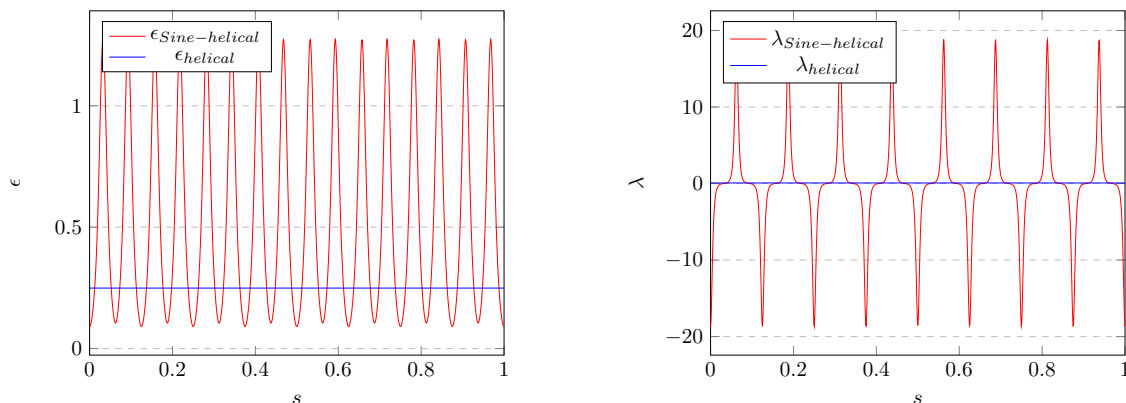 ϵ_{Sine−helical}
ϵ_{helical}
1
0.5
0
ϵ
0 0.2 0.4 0.6 0.8 1
s
λ_{Sine−helical}
λ_{helical}
20
10
0
−10
−20
λ
0 0.2 0.4 0.6 0.8 1
s